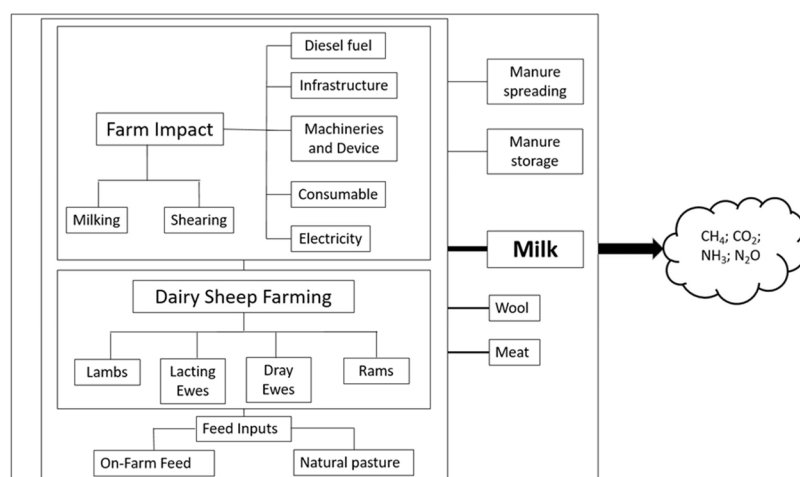 Diesel fuel
Infrastructure
Machineries
and Device
Consumable
Electricity
Farm Impact
Milking
Shearing
Manure
spreading
Manure
storage
Milk
CH₄; CO₂;
NH₃; N₂O
Dairy Sheep Farming
Lambs
Lacting
Ewes
Dray
Ewes
Rams
Wool
Meat
Feed Inputs
On-Farm Feed
Natural pasture